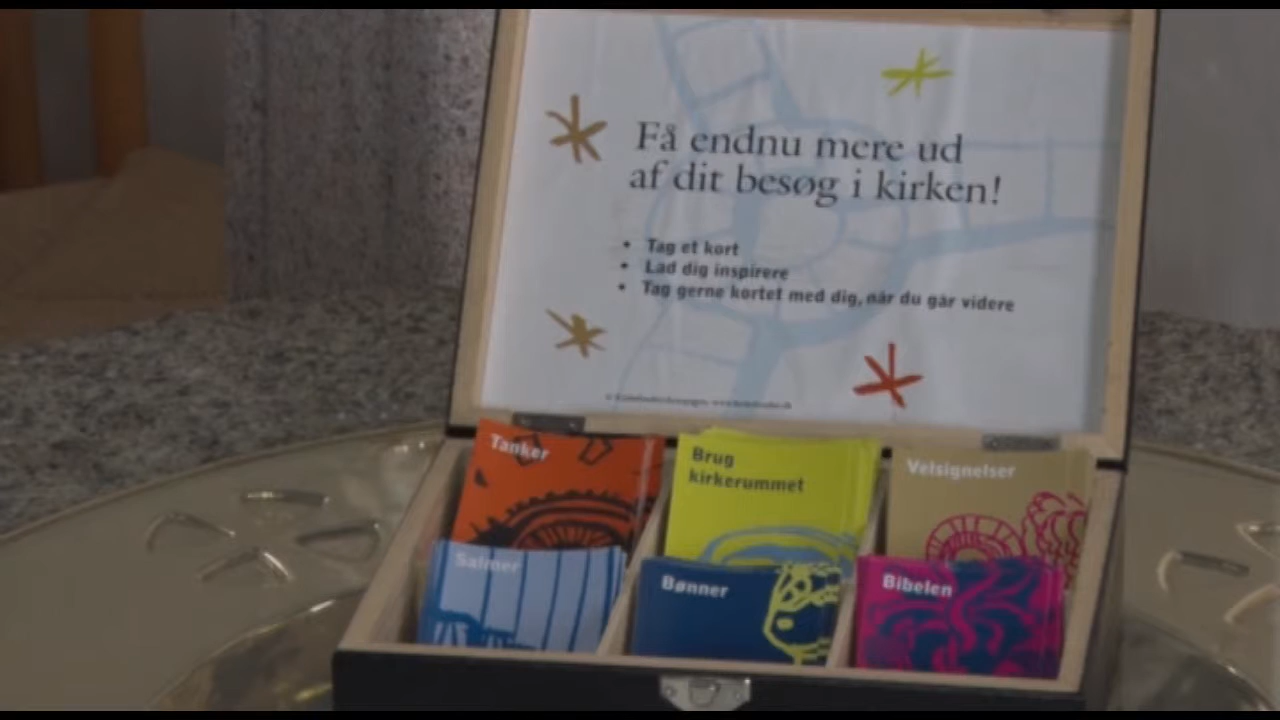 Få endnu mere ud
af dit besøg i kirken!
• Tag et kort
• Lad dig inspirere
• Tag gerne kortet med dig, når du går videre
Tanker
Brug
kirkerummet
Velsignelser
Salmer
Bønner
Bibelen